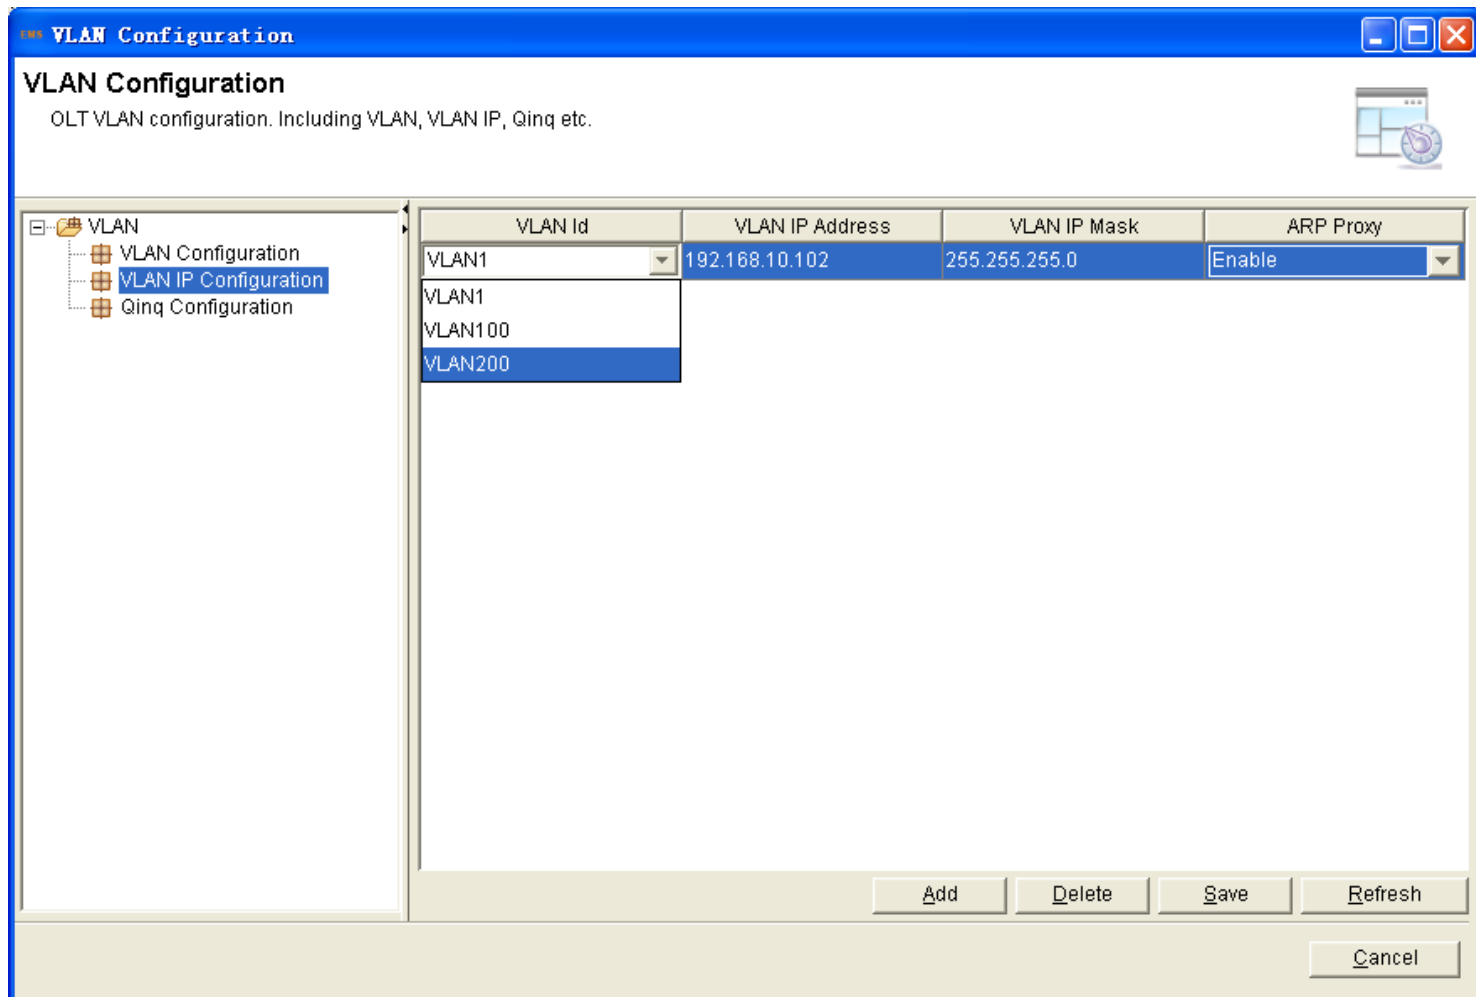 EMS VLAN Configuration
VLAN Configuration
OLT VLAN configuration. Including VLAN, VLAN IP, Qinq etc.
VLAN
VLAN Configuration
VLAN IP Configuration
Qinq Configuration
VLAN Id VLAN IP Address VLAN IP Mask ARP Proxy
VLAN1 192.168.10.102 255.255.255.0 Enable
VLAN1
VLAN100
VLAN200
Add Delete Save Refresh
Cancel